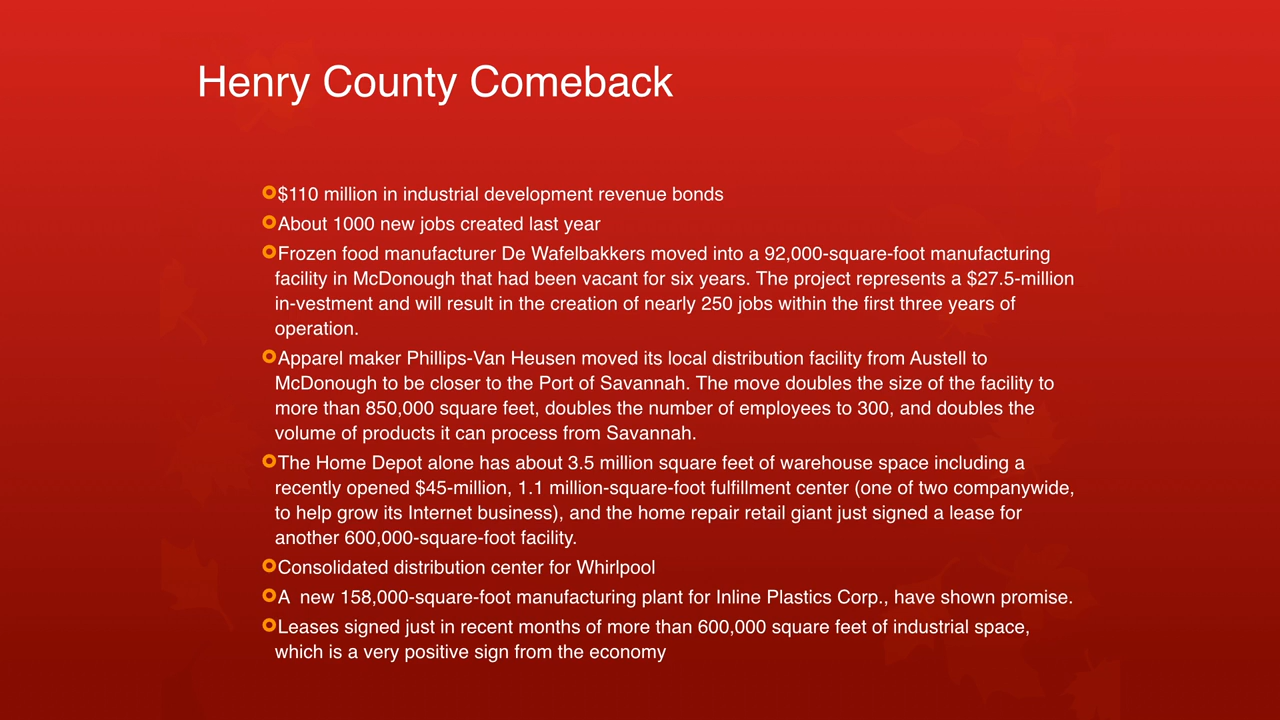 Henry County Comeback
$110 million in industrial development revenue bonds
About 1000 new jobs created last year
Frozen food manufacturer De Wafelbakkers moved into a 92,000-square-foot manufacturing
facility in McDonough that had been vacant for six years. The project represents a $27.5-million
in-vestment and will result in the creation of nearly 250 jobs within the first three years of
operation.
Apparel maker Phillips-Van Heusen moved its local distribution facility from Austell to
McDonough to be closer to the Port of Savannah. The move doubles the size of the facility to
more than 850,000 square feet, doubles the number of employees to 300, and doubles the
volume of products it can process from Savannah.
The Home Depot alone has about 3.5 million square feet of warehouse space including a
recently opened $45-million, 1.1 million-square-foot fulfillment center (one of two companywide,
to help grow its Internet business), and the home repair retail giant just signed a lease for
another 600,000-square-foot facility.
Consolidated distribution center for Whirlpool
A  new 158,000-square-foot manufacturing plant for Inline Plastics Corp., have shown promise.
Leases signed just in recent months of more than 600,000 square feet of industrial space,
which is a very positive sign from the economy